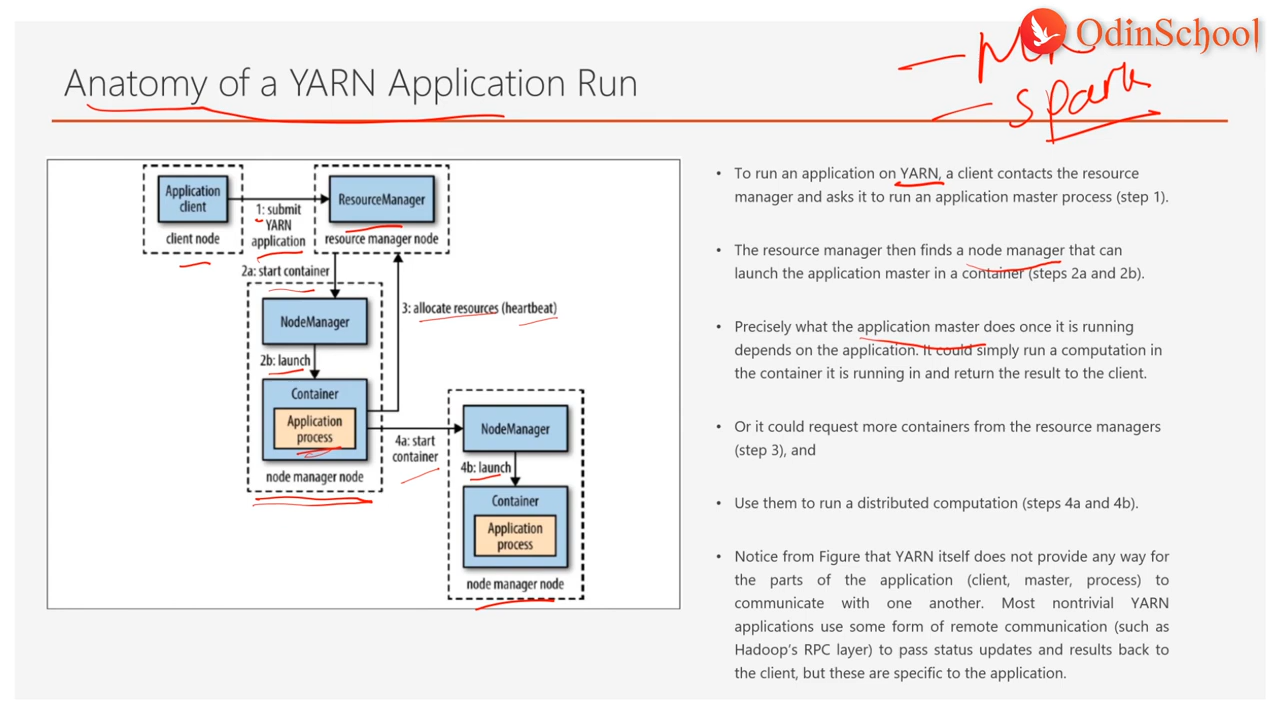 OdinSchool
Spark
Anatomy of a YARN Application Run
Application
client
client node
1: submit
YARN
application
ResourceManager
resource manager node
2a: start container
3: allocate resources (heartbeat)
NodeManager
2b: launch
Container
Application
process
node manager node
4a: start
container
NodeManager
4b: launch
Container
Application
process
node manager node
• To run an application on YARN, a client contacts the resource
manager and asks it to run an application master process (step 1).
• The resource manager then finds a node manager that can
launch the application master in a container (steps 2a and 2b).
• Precisely what the application master does once it is running
depends on the application. It could simply run a computation in
the container it is running in and return the result to the client.
• Or it could request more containers from the resource managers
(step 3), and
• Use them to run a distributed computation (steps 4a and 4b).
• Notice from Figure that YARN itself does not provide any way for
the parts of the application (client, master, process) to
communicate with one another. Most nontrivial YARN
applications use some form of remote communication (such as
Hadoop's RPC layer) to pass status updates and results back to
the client, but these are specific to the application.